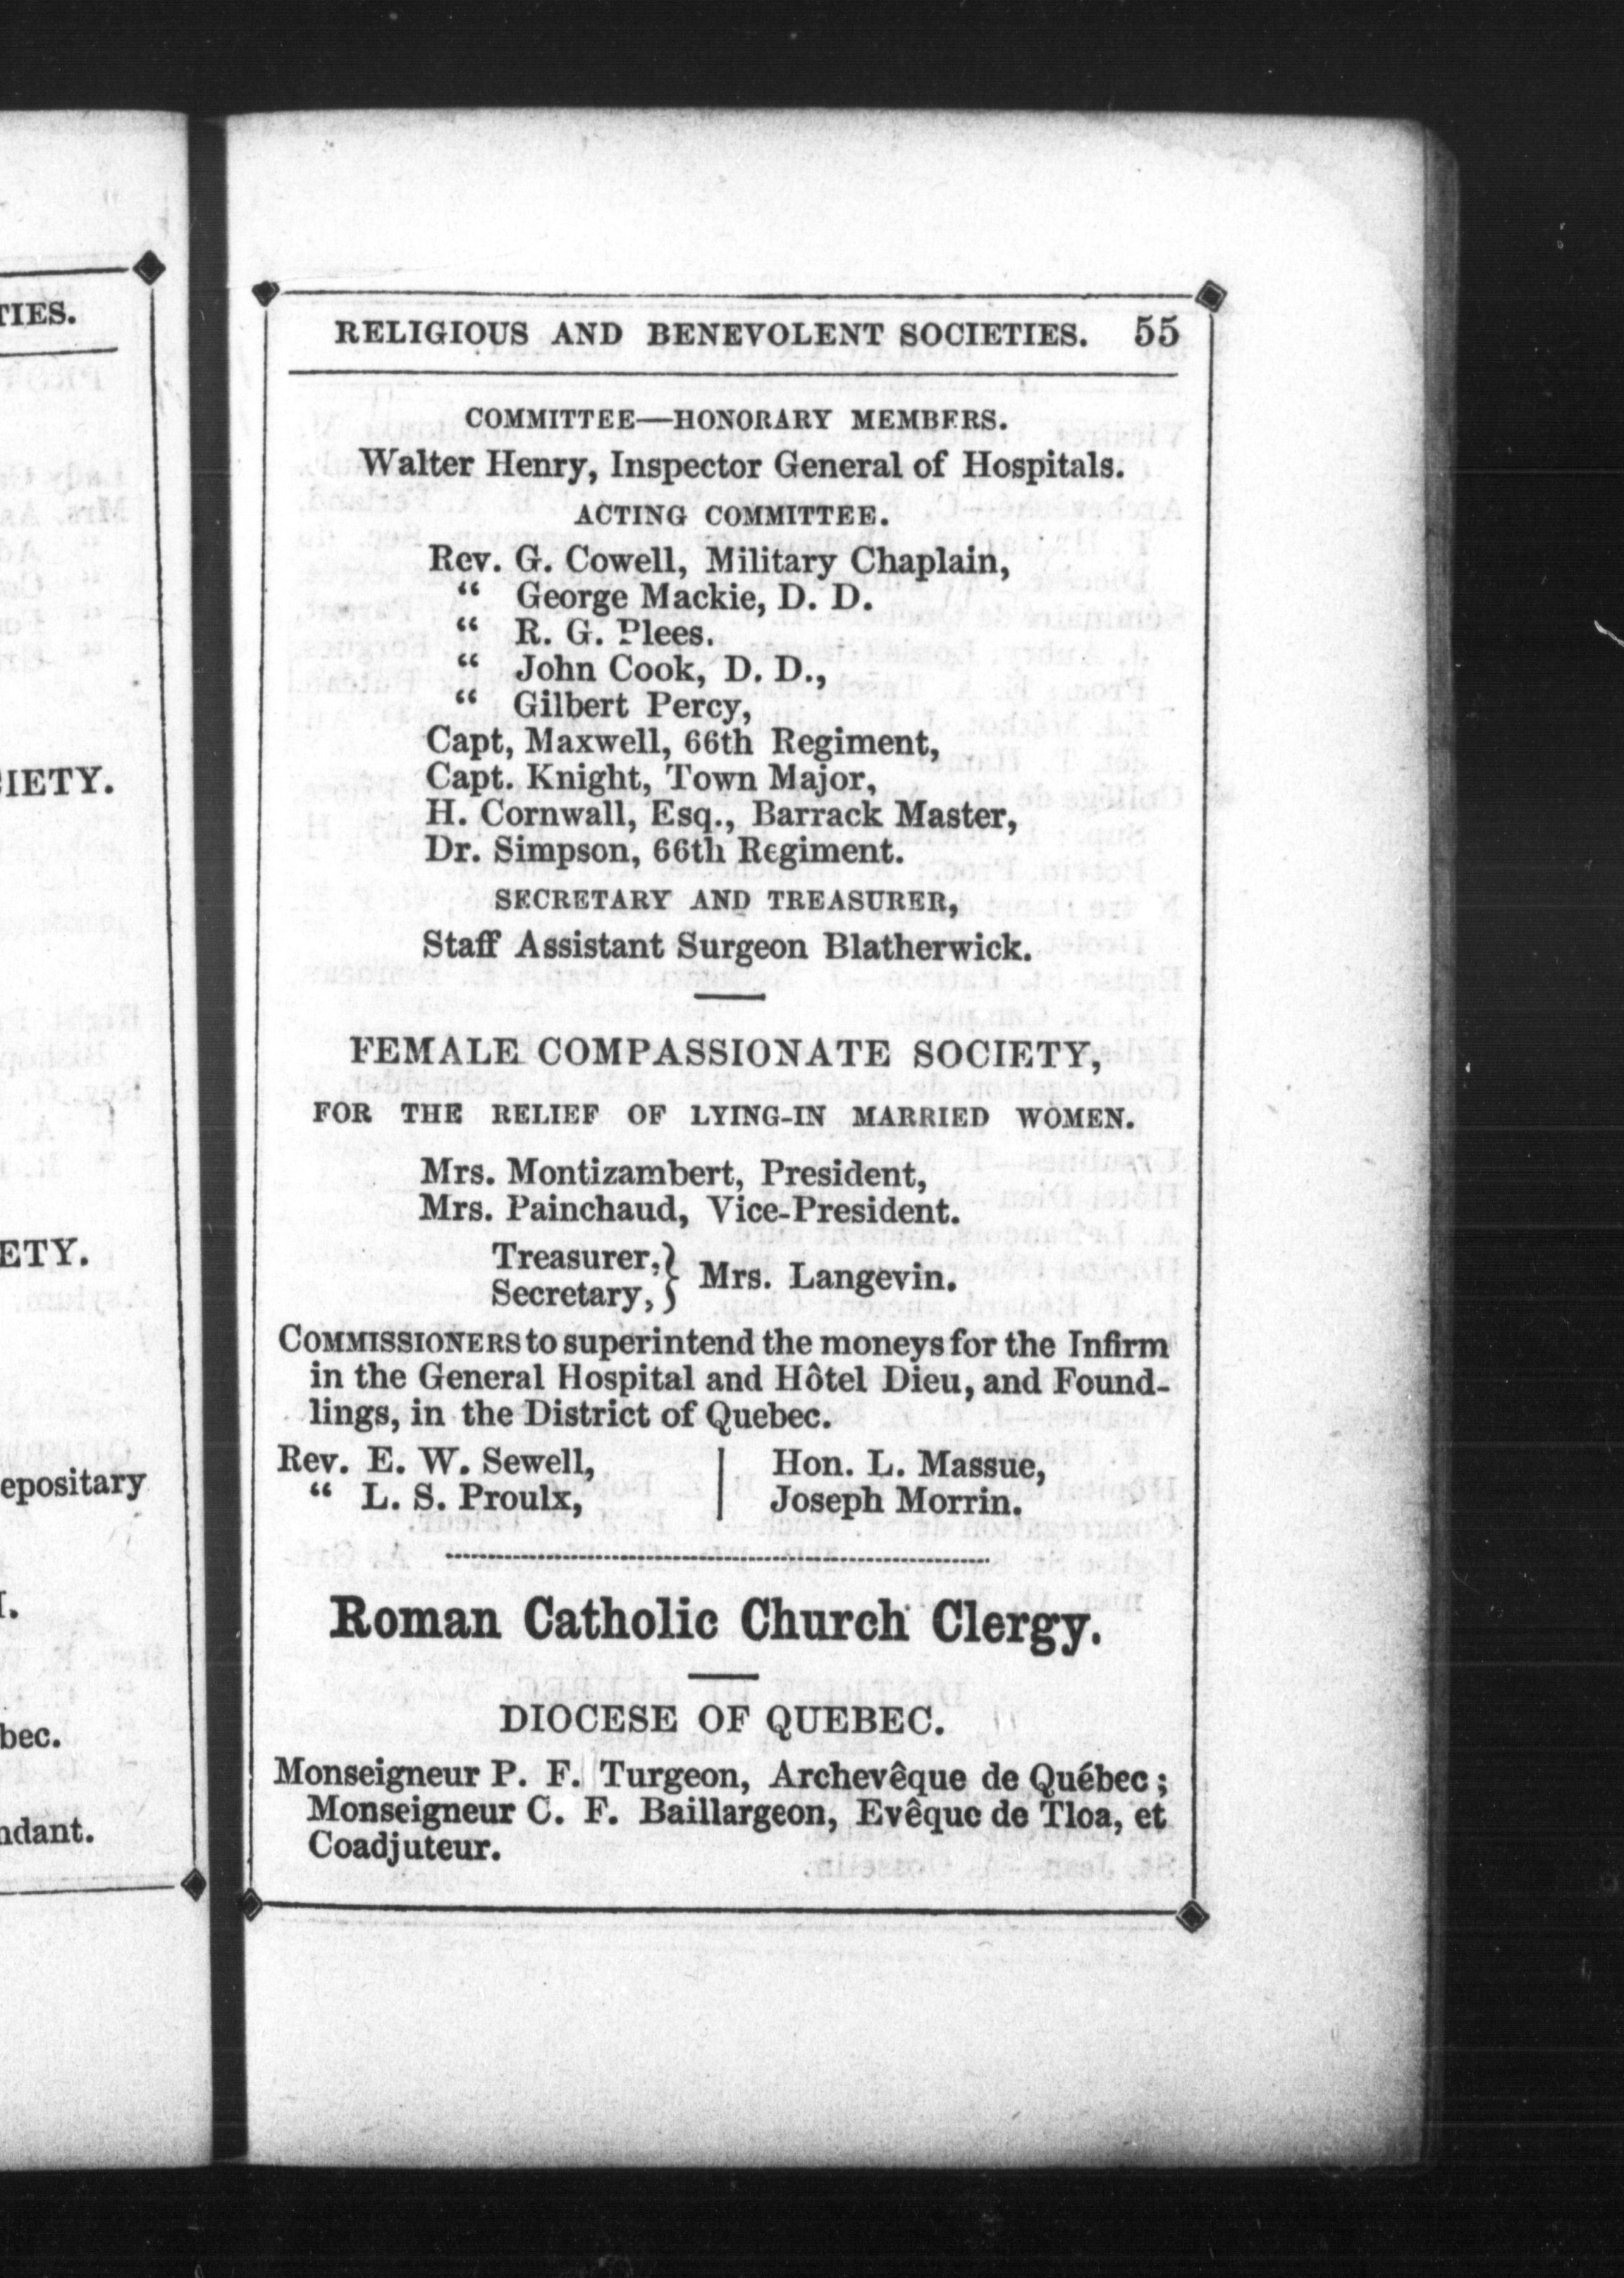 TIES.
CIETY.
ETY.
epositary
bec.
ndant.
RELIGIOUS AND BENEVOLENT SOCIETIES. 55
COMMITTEE—HONORARY MEMBERS.
Walter Henry, Inspector General of Hospitals.
ACTING COMMITTEE.
Rev. G. Cowell, Military Chaplain,
“ George Mackie, D. D.
“ R. G. Plees.
“ John Cook, D. D.,
“ Gilbert Percy,
Capt, Maxwell, 66th Regiment,
Capt. Knight, Town Major,
H. Cornwall, Esq., Barrack Master,
Dr. Simpson, 66th Regiment.
SECRETARY AND TREASURER,
Staff Assistant Surgeon Blatherwick.
FEMALE COMPASSIONATE SOCIETY,
FOR THE RELIEF OF LYING-IN MARRIED WOMEN.
Mrs. Montizambert, President,
Mrs. Painchaud, Vice-President.
Treasurer,
Secretary, } Mrs. Langevin.
COMMISSIONERS to superintend the moneys for the Infirm
in the General Hospital and Hôtel Dieu, and Found-
lings, in the District of Quebec.
Rev. E. W. Sewell, | Hon. L. Massue,
“ L. S. Proulx, | Joseph Morrin.
Roman Catholic Church Clergy.
DIOCESE OF QUEBEC.
Monseigneur P. F. Turgeon, Archevêque de Québec ;
Monseigneur C. F. Baillargeon, Evêque de Tloa, et
Coadjuteur.